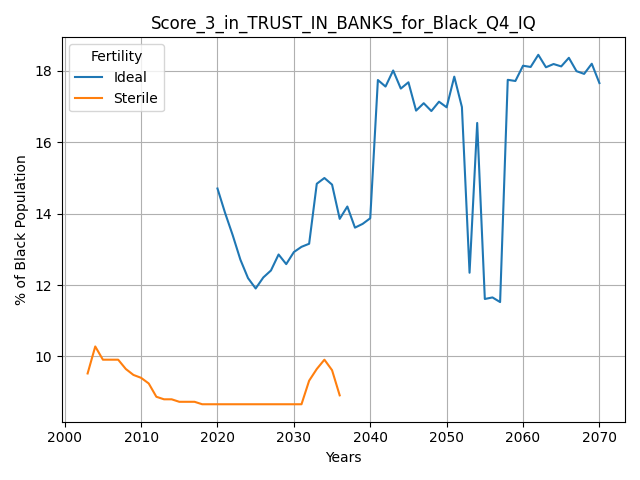 Score_3_in_TRUST_IN_BANKS_for_Black_Q4_IQ
Fertility
Ideal
Sterile
% of Black Population
18
16
14
12
10
2000 2010 2020 2030 2040 2050 2060 2070
Years